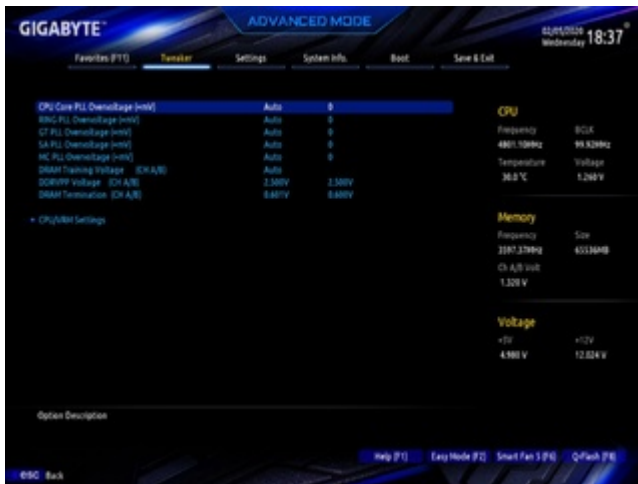 GIGABYTE™
ADVANCED MODE
Wednesday 18:37
Favorites (F11) Tweaker Settings System Info. Boot Save & Exit
CPU Core PLL Overvoltage (+mV) Auto 0
RING PLL Overvoltage (+mV) Auto 0
GT PLL Overvoltage (+mV) Auto 0
SA PLL Overvoltage (+mV) Auto 0
MC PLL Overvoltage (+mV) Auto 0
DRAM Training Voltage (CH A/B) Auto
DDRVPP Voltage (CH A/B) 2.500V 2.500V
DRAM Termination (CH A/B) 0.601V 0.600V
CPU/VRM Settings
CPU
Frequency BCLK
4801.10MHz 99.92MHz
Temperature Voltage
30.0 °C 1.260 V
Memory
Frequency Size
3597.37MHz 65536MB
Ch A/B Volt
1.320 V
Voltage
+5V +12V
4.980 V 12.024 V
Option Description
Help (F1) Easy Mode (F2) Smart Fan 5 (F6) Q-Flash (F8)
ESC Back